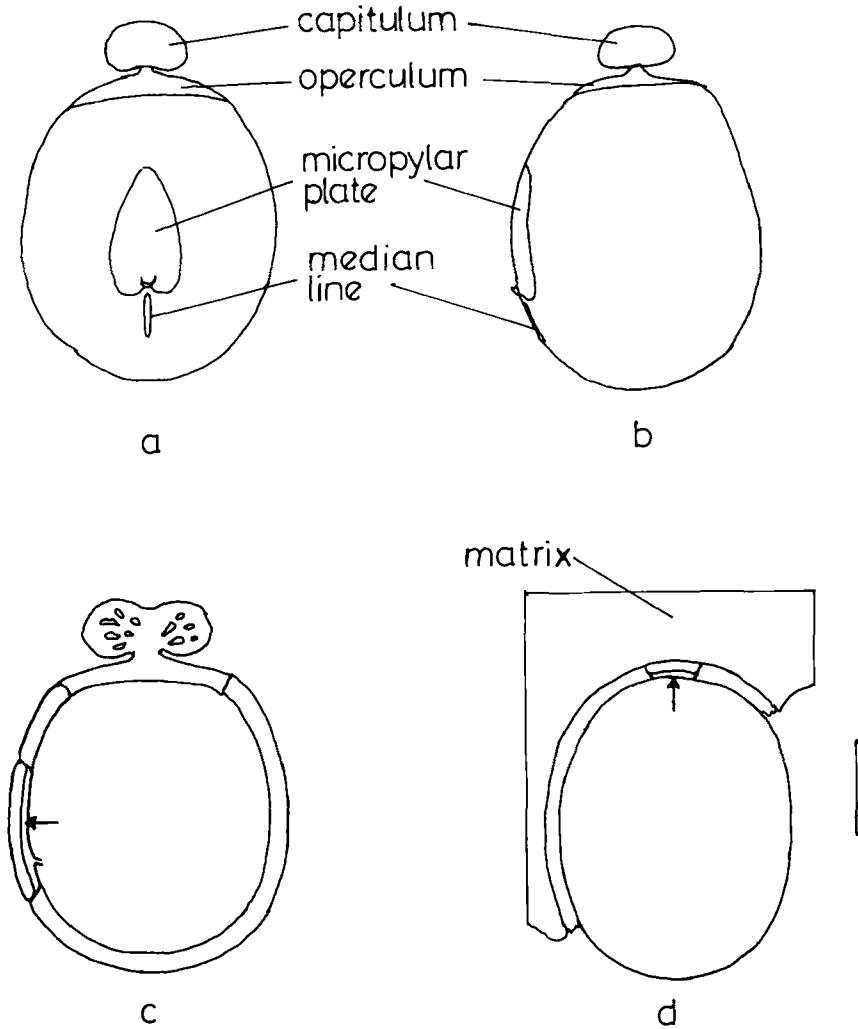 capitulum
operculum
micropylar
plate
median
line
a
b
matrix
c
d